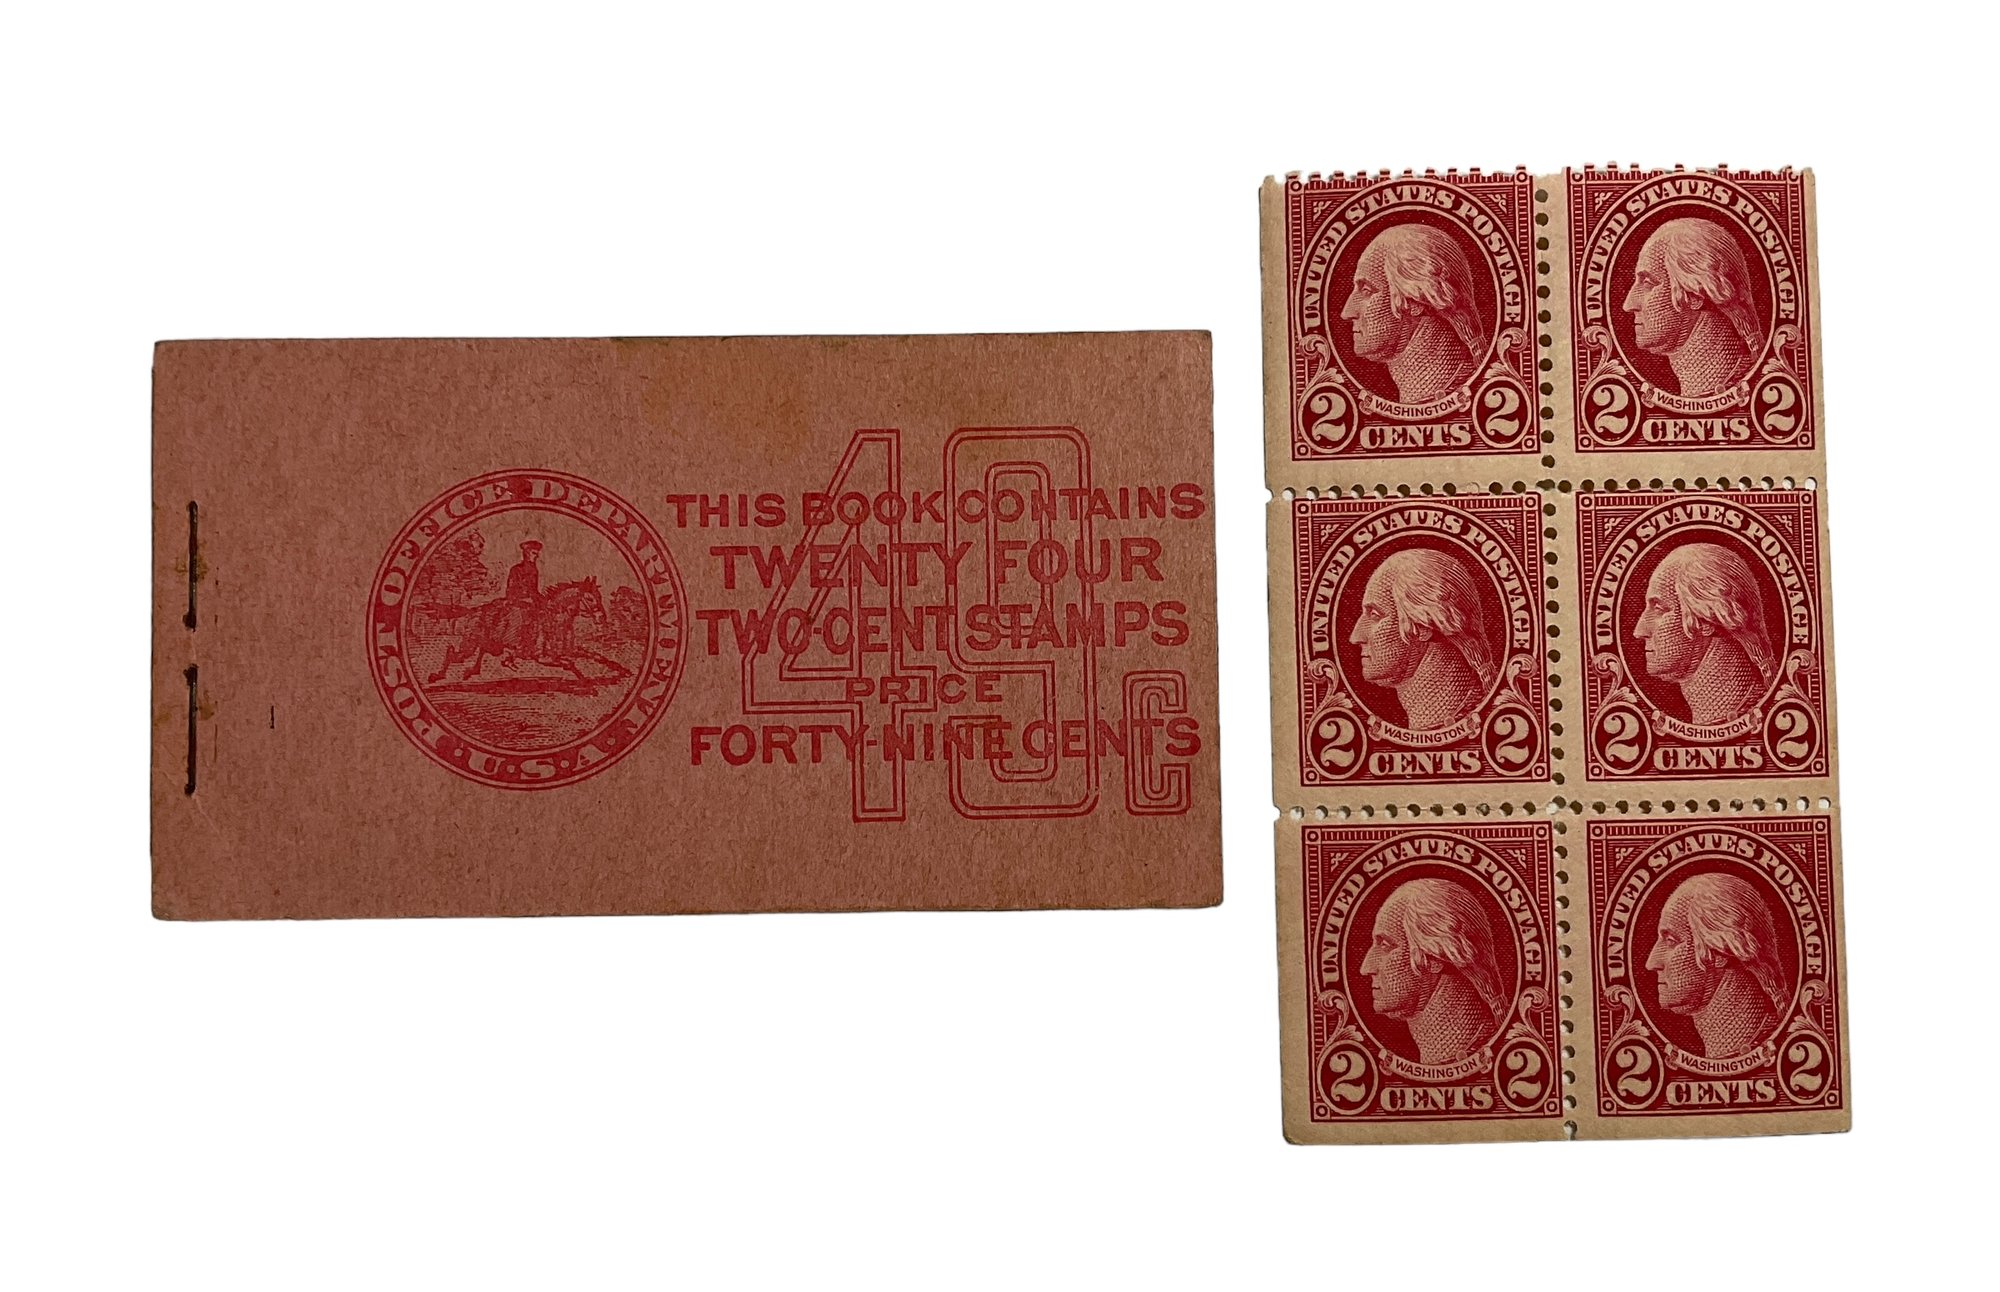 POST OFFICE DEPARTMENT
U.S.A.
THIS BOOK CONTAINS
TWENTY FOUR
TWO-CENT STAMPS
PRICE
FORTY-NINE CENTS
49c
UNITED STATES POSTAGE
WASHINGTON
2 CENTS 2
UNITED STATES POSTAGE
WASHINGTON
2 CENTS 2
UNITED STATES POSTAGE
WASHINGTON
2 CENTS 2
UNITED STATES POSTAGE
WASHINGTON
2 CENTS 2
UNITED STATES POSTAGE
WASHINGTON
2 CENTS 2
UNITED STATES POSTAGE
WASHINGTON
2 CENTS 2